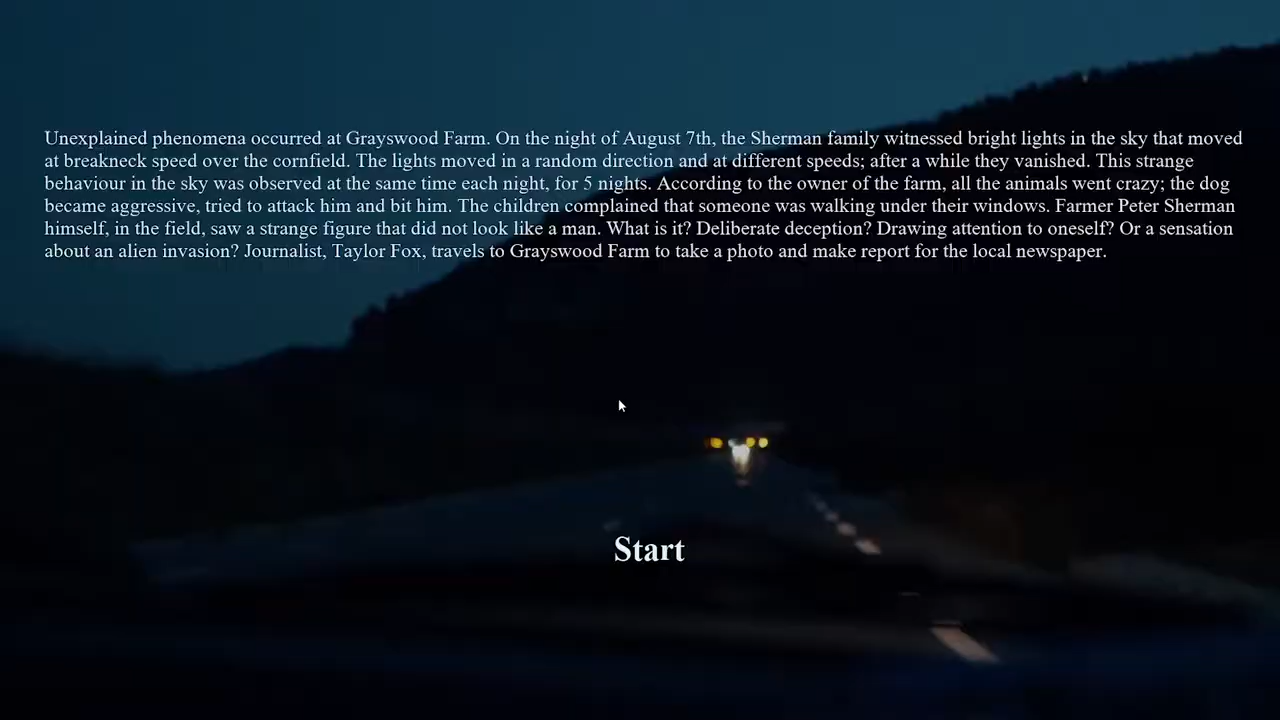 Unexplained phenomena occurred at Grayswood Farm. On the night of August 7th, the Sherman family witnessed bright lights in the sky that moved
at breakneck speed over the cornfield. The lights moved in a random direction and at different speeds; after a while they vanished. This strange
behaviour in the sky was observed at the same time each night, for 5 nights. According to the owner of the farm, all the animals went crazy; the dog
became aggressive, tried to attack him and bit him. The children complained that someone was walking under their windows. Farmer Peter Sherman
himself, in the field, saw a strange figure that did not look like a man. What is it? Deliberate deception? Drawing attention to oneself? Or a sensation
about an alien invasion? Journalist, Taylor Fox, travels to Grayswood Farm to take a photo and make report for the local newspaper.
Start